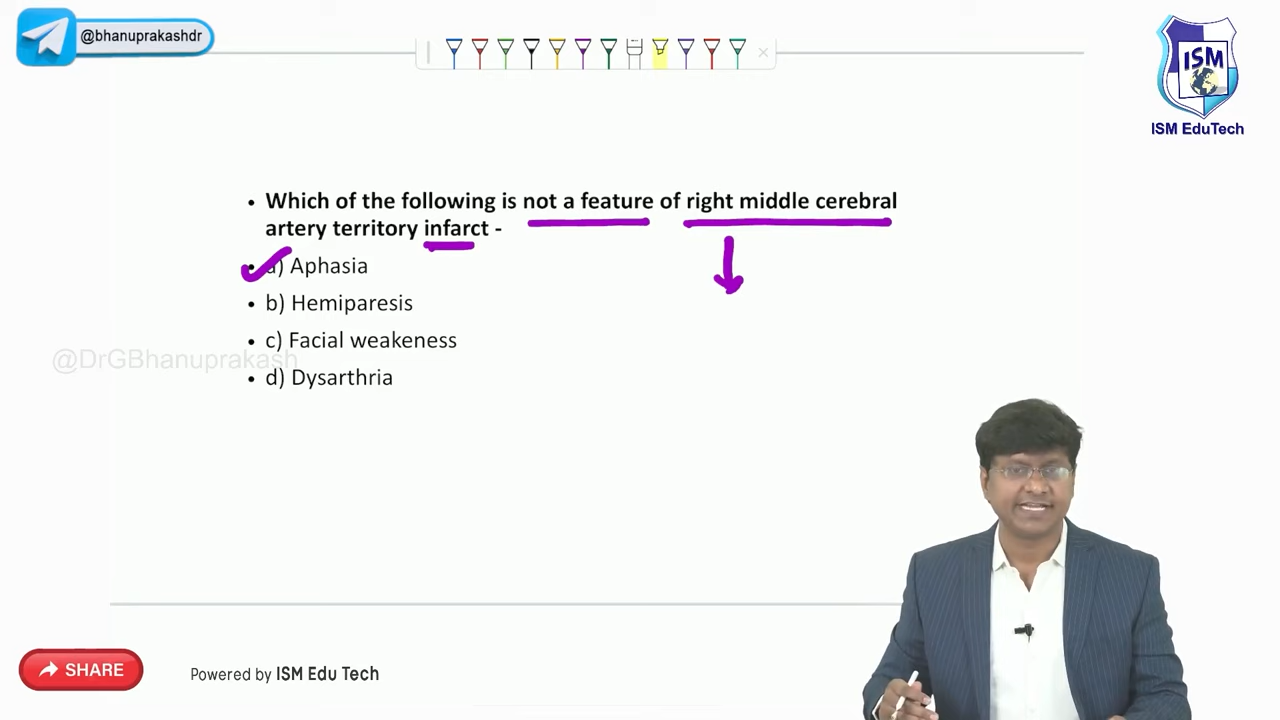 @bhanuprakashdr
ISM
ISM EduTech
• Which of the following is not a feature of right middle cerebral
artery territory infarct -
• a) Aphasia
• b) Hemiparesis
• c) Facial weakeness
• d) Dysarthria
@DrGBhanuprakash
SHARE
Powered by ISM Edu Tech